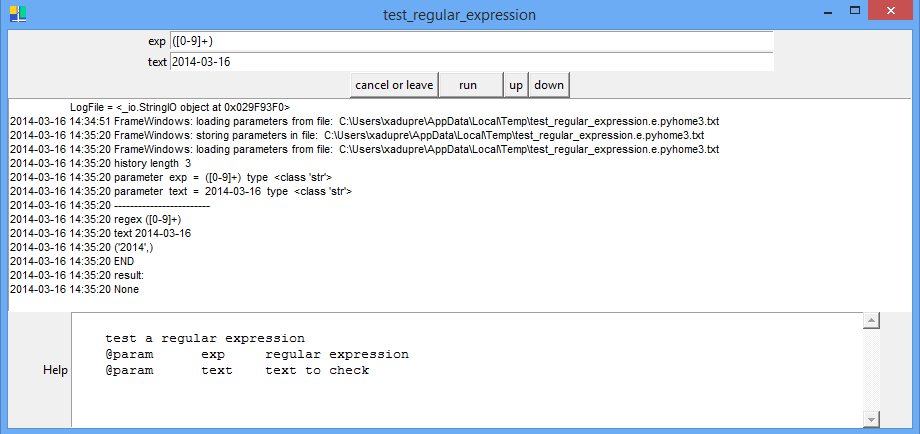 test_regular_expression
exp ([0-9]+)
text 2014-03-16
cancel or leave run up down
LogFile = <_io.StringIO object at 0x029F93F0>
2014-03-16 14:34:51 FrameWindows: loading parameters from file: C:\Users\xadupre\AppData\Local\Temp\test_regular_expression.e.pyhome3.txt
2014-03-16 14:35:20 FrameWindows: storing parameters in file: C:\Users\xadupre\AppData\Local\Temp\test_regular_expression.e.pyhome3.txt
2014-03-16 14:35:20 FrameWindows: loading parameters from file: C:\Users\xadupre\AppData\Local\Temp\test_regular_expression.e.pyhome3.txt
2014-03-16 14:35:20 history length 3
2014-03-16 14:35:20 parameter exp = ([0-9]+) type <class 'str'>
2014-03-16 14:35:20 parameter text = 2014-03-16 type <class 'str'>
2014-03-16 14:35:20 ------------------------
2014-03-16 14:35:20 regex ([0-9]+)
2014-03-16 14:35:20 text 2014-03-16
2014-03-16 14:35:20 ('2014',)
2014-03-16 14:35:20 END
2014-03-16 14:35:20 result:
2014-03-16 14:35:20 None
test a regular expression
@param exp regular expression
Help @param text text to check